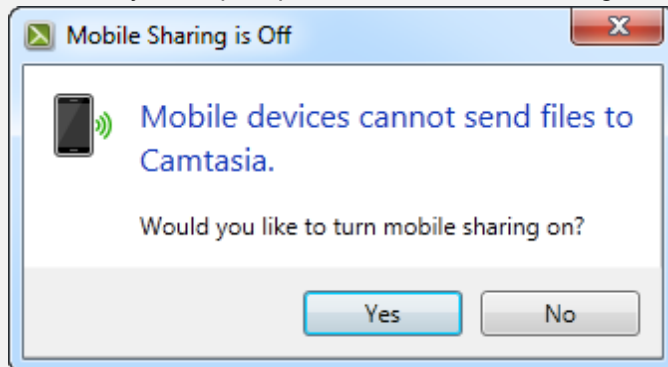 Mobile Sharing is Off
Mobile devices cannot send files to
Camtasia.
Would you like to turn mobile sharing on?
Yes
No